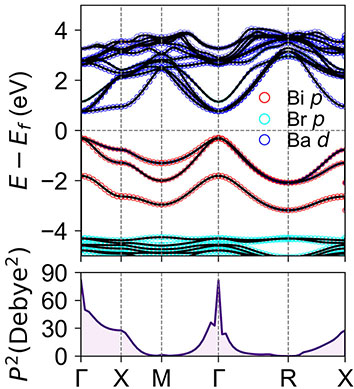 4
2
0
−2
−4
E − E_f (eV)
Bi p
Br p
Ba d
90
60
30
0
P² (Debye²)
Γ X M Γ R X